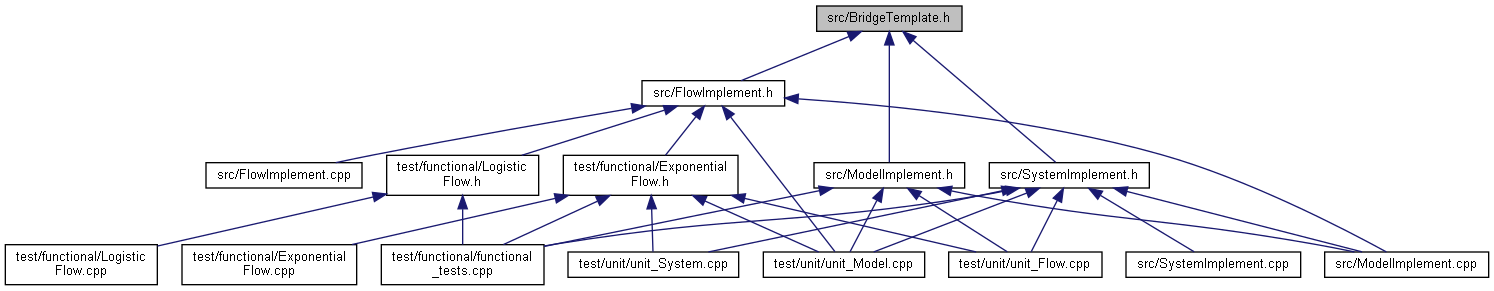 src/BridgeTemplate.h
src/FlowImplement.h
src/FlowImplement.cpp
test/functional/Logistic
Flow.h
test/functional/Exponential
Flow.h
src/ModelImplement.h
src/SystemImplement.h
test/functional/Logistic
Flow.cpp
test/functional/Exponential
Flow.cpp
test/functional/functional
_tests.cpp
test/unit/unit_System.cpp
test/unit/unit_Model.cpp
test/unit/unit_Flow.cpp
src/SystemImplement.cpp
src/ModelImplement.cpp